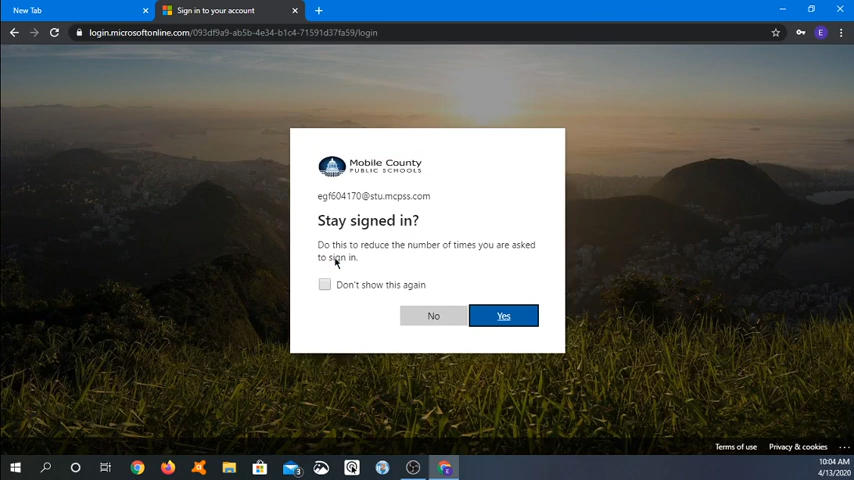 New Tab
Sign in to your account
login.microsoftonline.com/093df9a9-ab5b-4e34-b1c4-71591d37fa59/login
E
Mobile County
PUBLIC SCHOOLS
egf604170@stu.mcpss.com
Stay signed in?
Do this to reduce the number of times you are asked
to sign in.
Don't show this again
No
Yes
Terms of use
Privacy & cookies
3
10:04 AM
4/13/2020